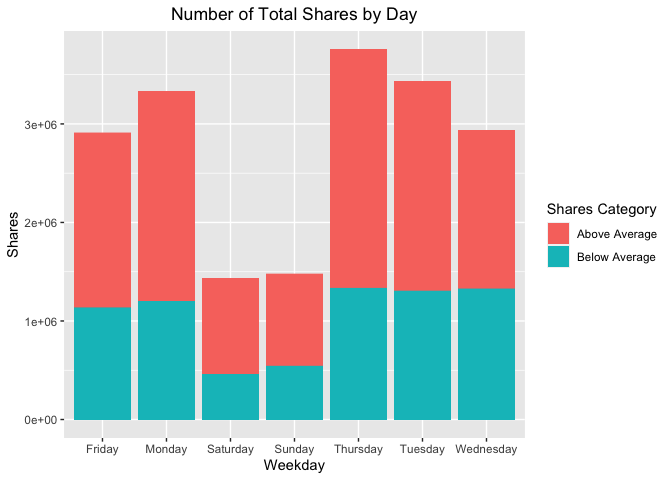 Number of Total Shares by Day
Shares
3e+06
2e+06
1e+06
0e+00
Friday Monday Saturday Sunday Thursday Tuesday Wednesday
Weekday
Shares Category
Above Average
Below Average